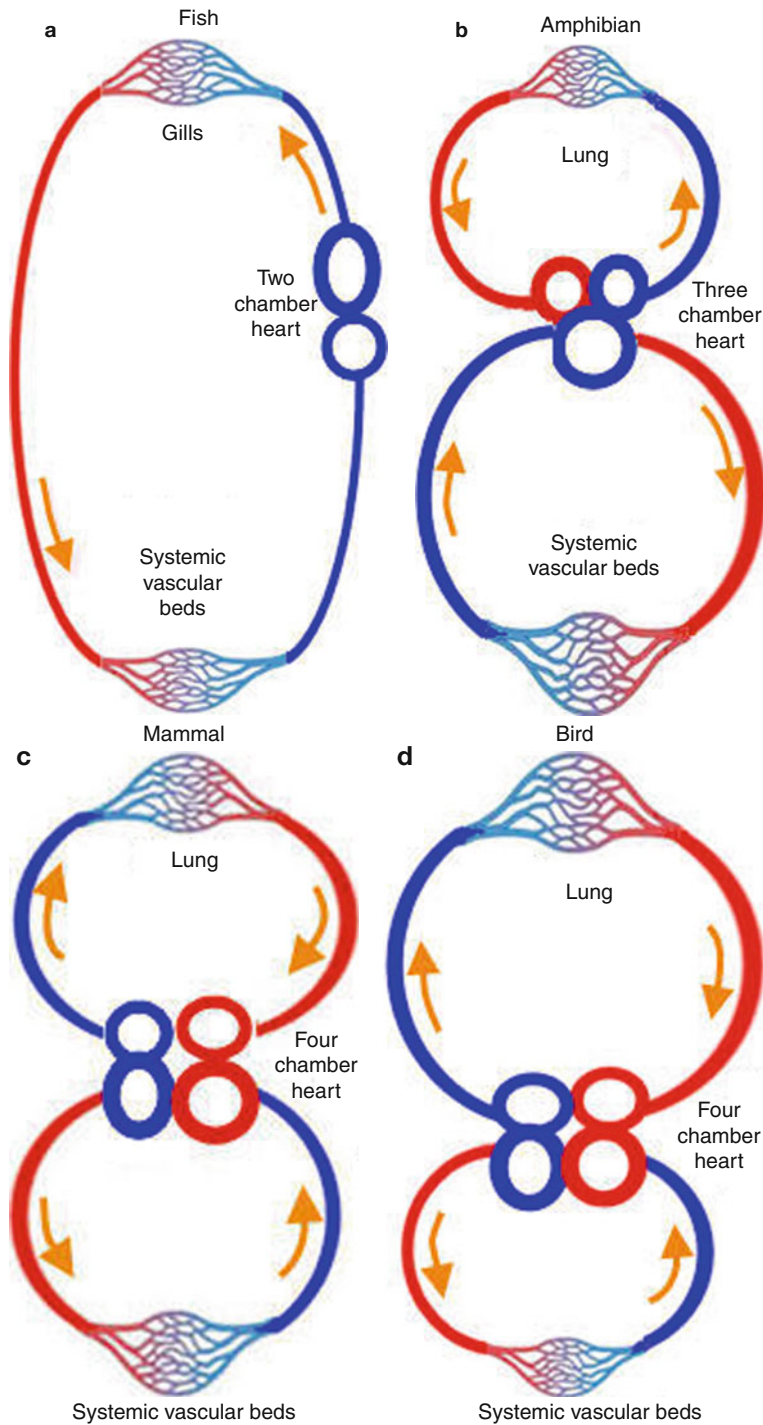 a
Fish
Gills
Two
chamber
heart
Systemic
vascular
beds
b
Amphibian
Lung
Three
chamber
heart
Systemic
vascular beds
c
Mammal
Lung
Four
chamber
heart
Systemic vascular beds
d
Bird
Lung
Four
chamber
heart
Systemic vascular beds